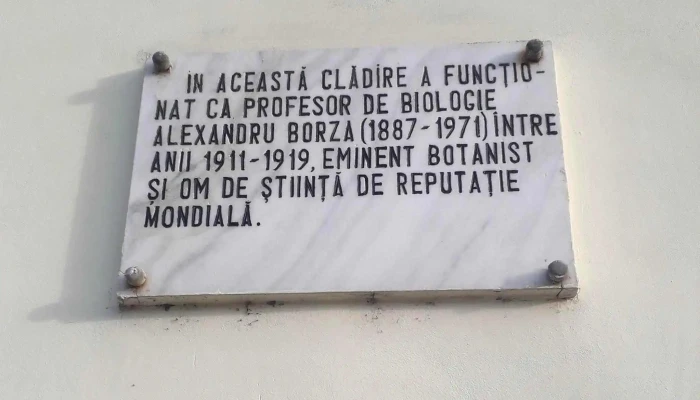 IN ACEASTĂ CLĂDIRE A FUNCȚIO-
NAT CA PROFESOR DE BIOLOGIE
ALEXANDRU BORZA (1887-1971) ÎNTRE
ANII 1911-1919, EMINENT BOTANIST
ȘI OM DE ȘTIINȚĂ DE REPUTAȚIE
MONDIALĂ.